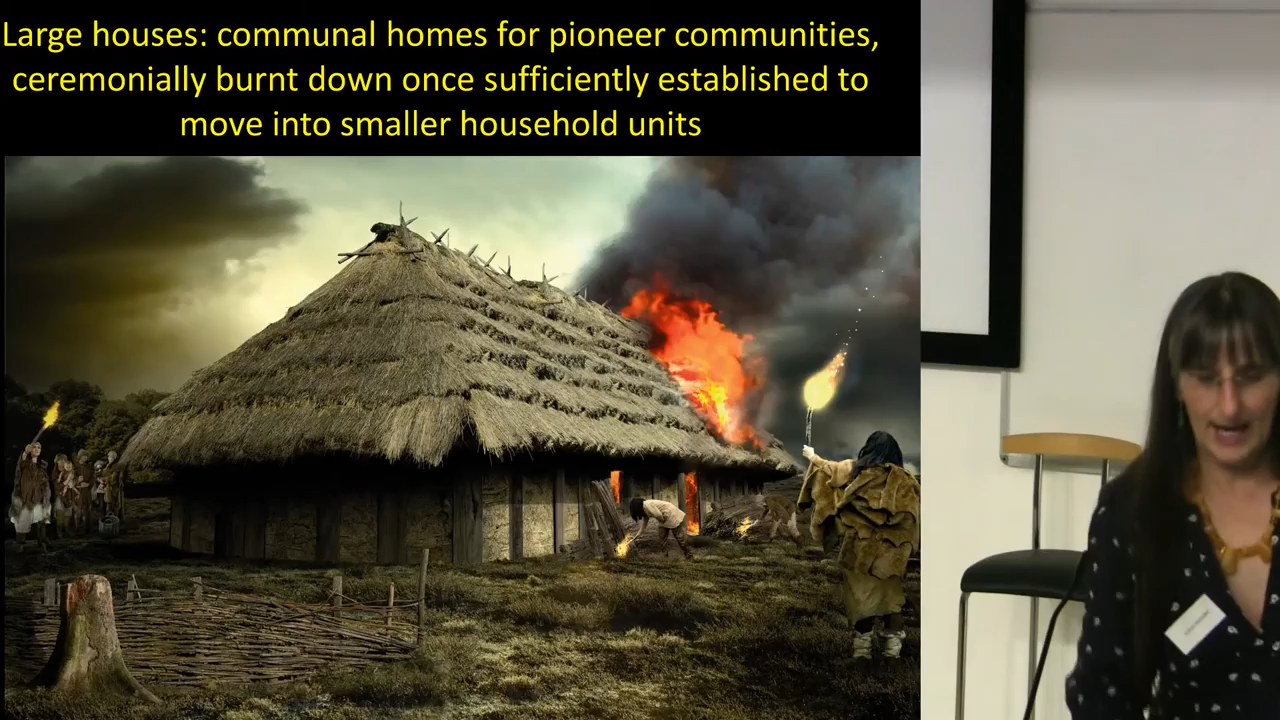 Large houses: communal homes for pioneer communities,
ceremonially burnt down once sufficiently established to
move into smaller household units